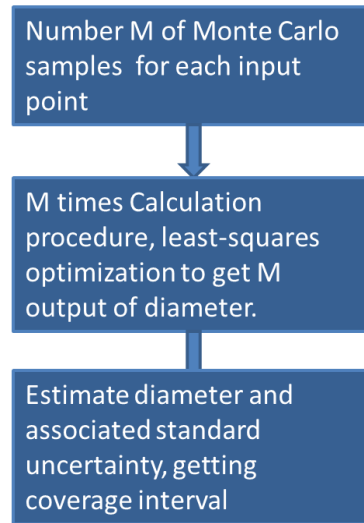 Number M of Monte Carlo
samples for each input
point
M times Calculation
procedure, least-squares
optimization to get M
output of diameter.
Estimate diameter and
associated standard
uncertainty, getting
coverage interval